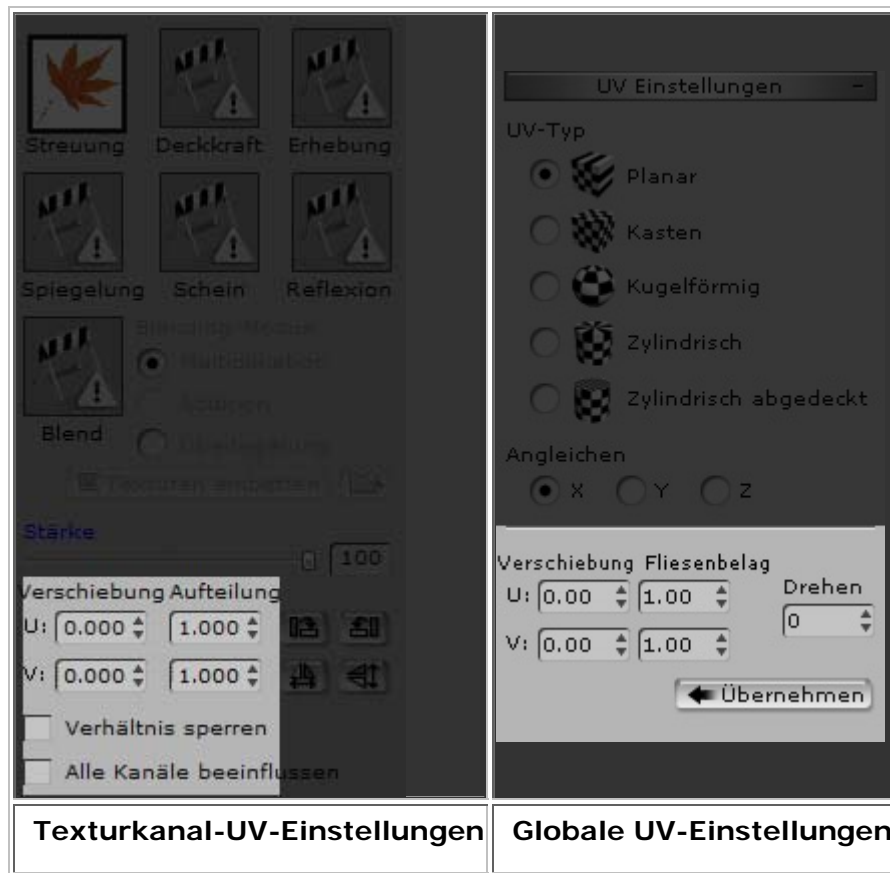 Streuung Deckkraft Erhebung
Spiegelung Schein Reflexion
Blend
Texturen einbetten
Stärke
100
Verschiebung Aufteilung
U: 0.000 1.000
V: 0.000 1.000
Verhältnis sperren
Alle Kanäle beeinflussen
Texturkanal-UV-Einstellungen
UV Einstellungen
UV-Typ
Planar
Kasten
Kugelförmig
Zylindrisch
Zylindrisch abgedeckt
Angleichen
X Y Z
Verschiebung Fliesenbelag
Drehen
U: 0.00 1.00
0
V: 0.00 1.00
Übernehmen
Globale UV-Einstellungen